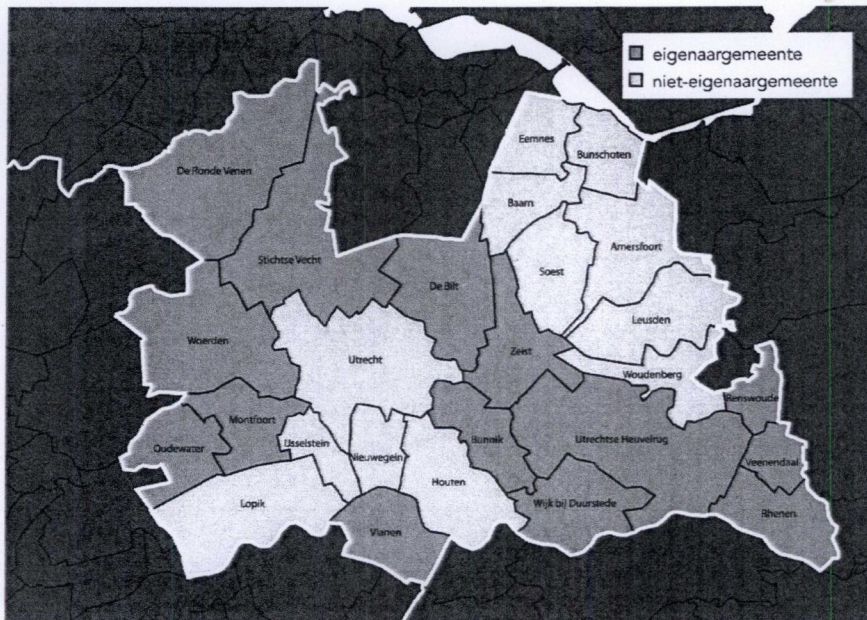 eigenaargemeente
niet-eigenaargemeente
Eemnes
Bunschoten
De Ronde Venen
Baarn
Amersfoort
Stichtse Vecht
Soest
De Bilt
Leusden
Woerden
Utrecht
Zeist
Woudenberg
Renswoude
Montfoort
IJsselstein
Bunnik
Utrechtse Heuvelrug
Oudewater
Nieuwegein
Veenendaal
Houten
Lopik
Wijk bij Duurstede
Rhenen
Vianen